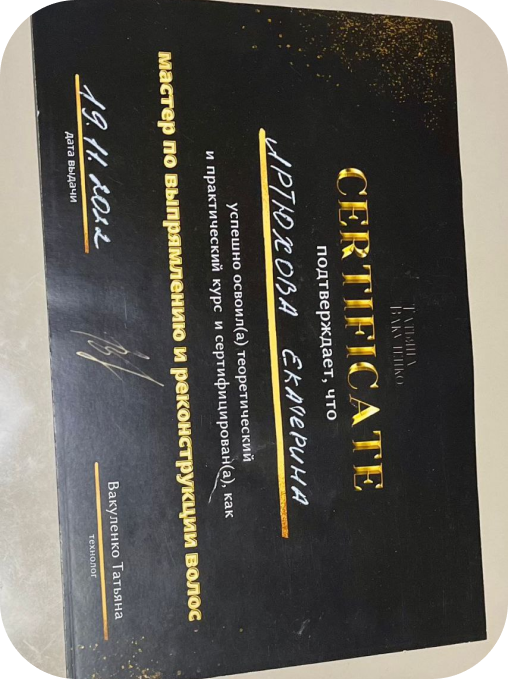 ТАТЬЯНА
ВАКУЛЕНКО
CERTIFICATE
подтверждает, что
АРТЮХОВА ЕКАТЕРИНА
успешно освоил(а) теоретический
и практический курс и сертифицирован(а), как
мастер по выпрямлению и реконструкции волос
19.11.2022
дата выдачи
Вакуленко Татьяна
технолог